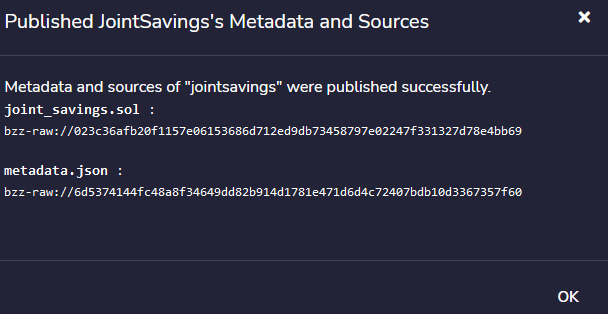 Published JointSavings's Metadata and Sources
Metadata and sources of "jointsavings" were published successfully.
joint_savings.sol :
bzz-raw://023c36afb20f1157e06153686d712ed9db73458797e02247f331327d78e4bb69
metadata.json :
bzz-raw://6d5374144fc48a8f34649dd82b914d1781e471d6d4c72407bdb10d3367357f60
OK